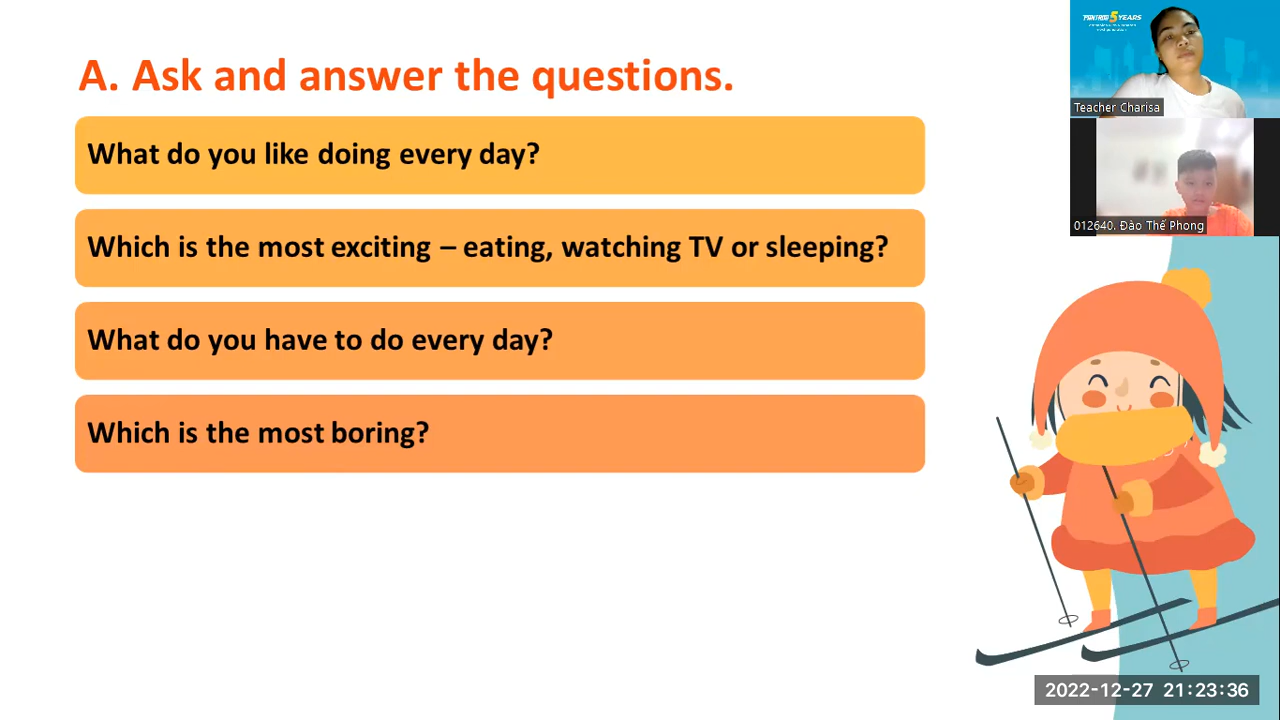 A. Ask and answer the questions.
What do you like doing every day?
Which is the most exciting – eating, watching TV or sleeping?
What do you have to do every day?
Which is the most boring?
5 YEARS
Teacher Charisa
012640. Đào Thế Phong
2022-12-27 21:23:36